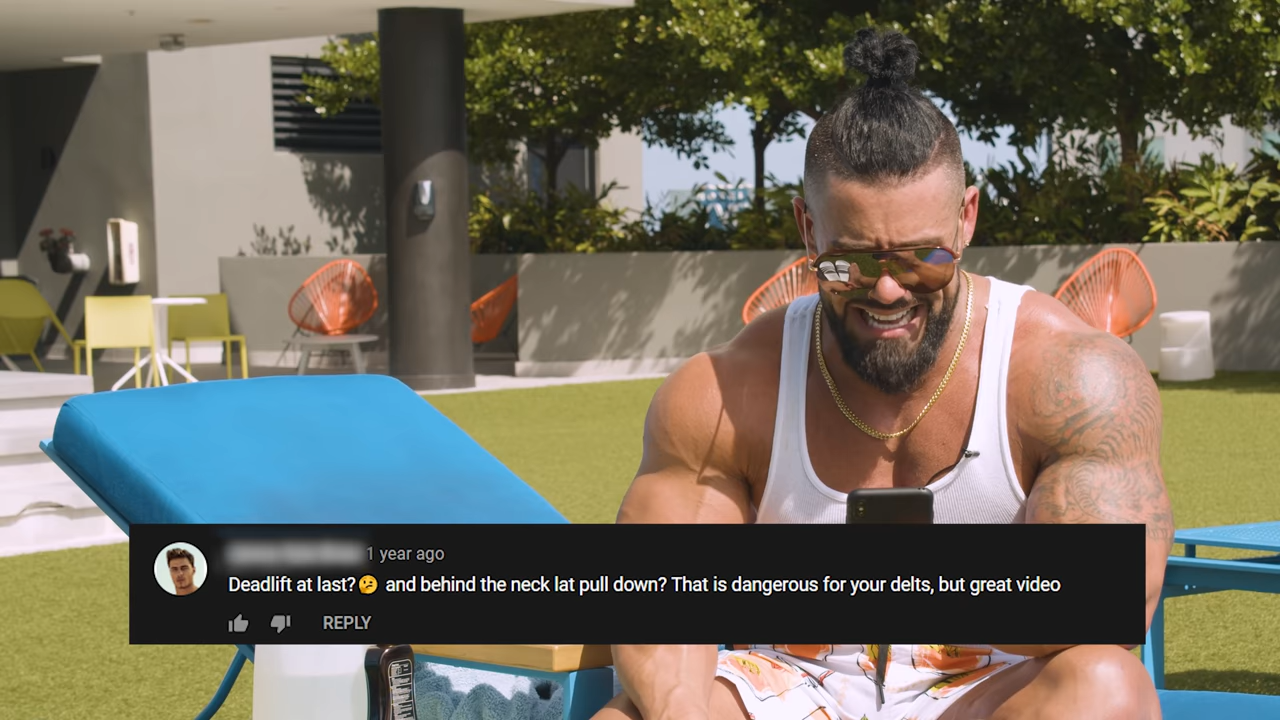 1 year ago
Deadlift at last?🤔 and behind the neck lat pull down? That is dangerous for your delts, but great video
REPLY